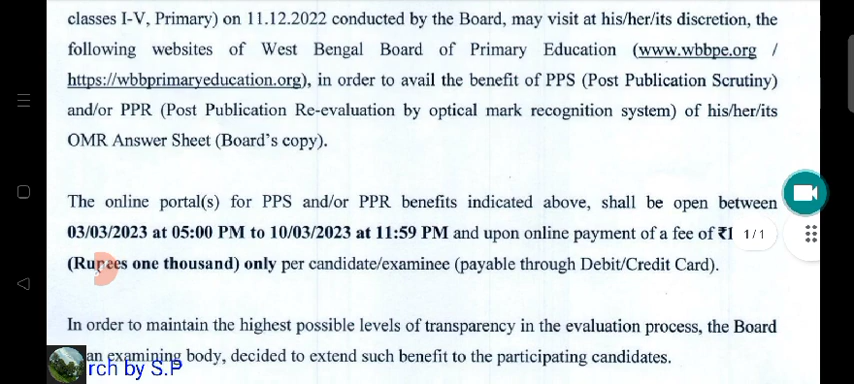 classes I-V, Primary) on 11.12.2022 conducted by the Board, may visit at his/her/its discretion, the
following websites of West Bengal Board of Primary Education (www.wbbpe.org /
https://wbbprimaryeducation.org), in order to avail the benefit of PPS (Post Publication Scrutiny)
and/or PPR (Post Publication Re-evaluation by optical mark recognition system) of his/her/its
OMR Answer Sheet (Board's copy).
The online portal(s) for PPS and/or PPR benefits indicated above, shall be open between
03/03/2023 at 05:00 PM to 10/03/2023 at 11:59 PM and upon online payment of a fee of ₹1
1/1
(Rupees one thousand) only per candidate/examinee (payable through Debit/Credit Card).
In order to maintain the highest possible levels of transparency in the evaluation process, the Board
an examining body, decided to extend such benefit to the participating candidates.
rch by S.P